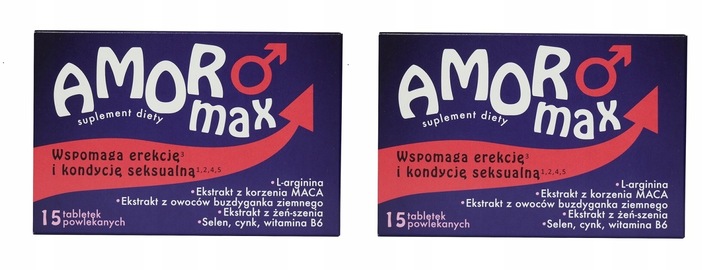 AMOR
max
suplement diety
Wspomaga erekcję³
i kondycję seksualną¹,²,⁴,⁵
•L-arginina
•Ekstrakt z korzenia MACA
•Ekstrakt z owoców buzdyganka ziemnego
•Ekstrakt z żeń-szenia
•Selen, cynk, witamina B6
15 tabletek
powlekanych
AMOR
max
suplement diety
Wspomaga erekcję³
i kondycję seksualną¹,²,⁴,⁵
•L-arginina
•Ekstrakt z korzenia MACA
•Ekstrakt z owoców buzdyganka ziemnego
•Ekstrakt z żeń-szenia
•Selen, cynk, witamina B6
15 tabletek
powlekanych